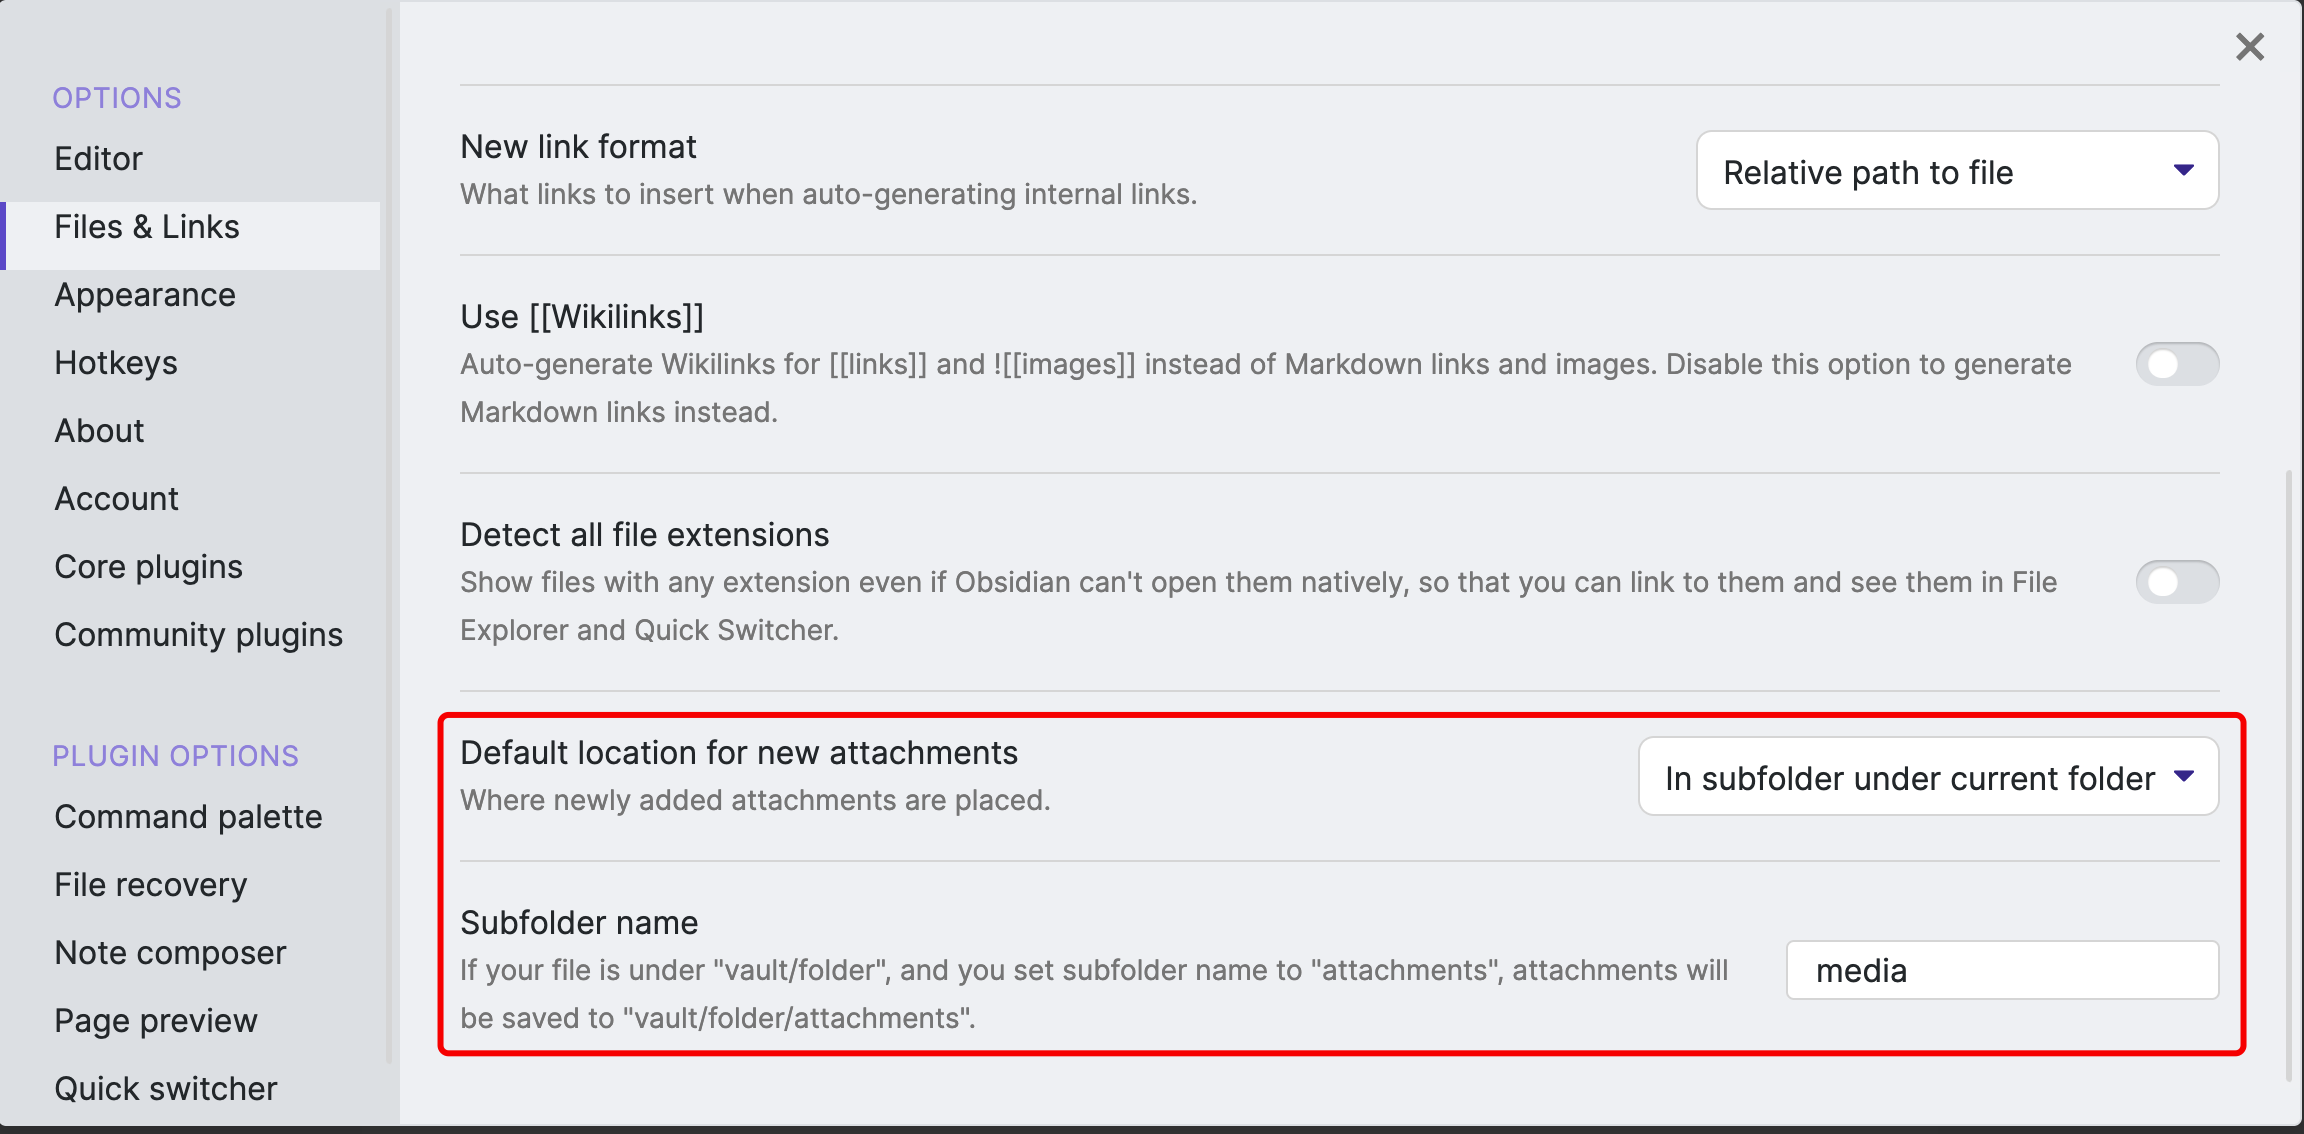 OPTIONS
Editor
Files & Links
Appearance
Hotkeys
About
Account
Core plugins
Community plugins
PLUGIN OPTIONS
Command palette
File recovery
Note composer
Page preview
Quick switcher
New link format
What links to insert when auto-generating internal links.
Relative path to file
Use [[Wikilinks]]
Auto-generate Wikilinks for [[links]] and ![[images]] instead of Markdown links and images. Disable this option to generate
Markdown links instead.
Detect all file extensions
Show files with any extension even if Obsidian can't open them natively, so that you can link to them and see them in File
Explorer and Quick Switcher.
Default location for new attachments
Where newly added attachments are placed.
In subfolder under current folder
Subfolder name
If your file is under "vault/folder", and you set subfolder name to "attachments", attachments will
be saved to "vault/folder/attachments".
media